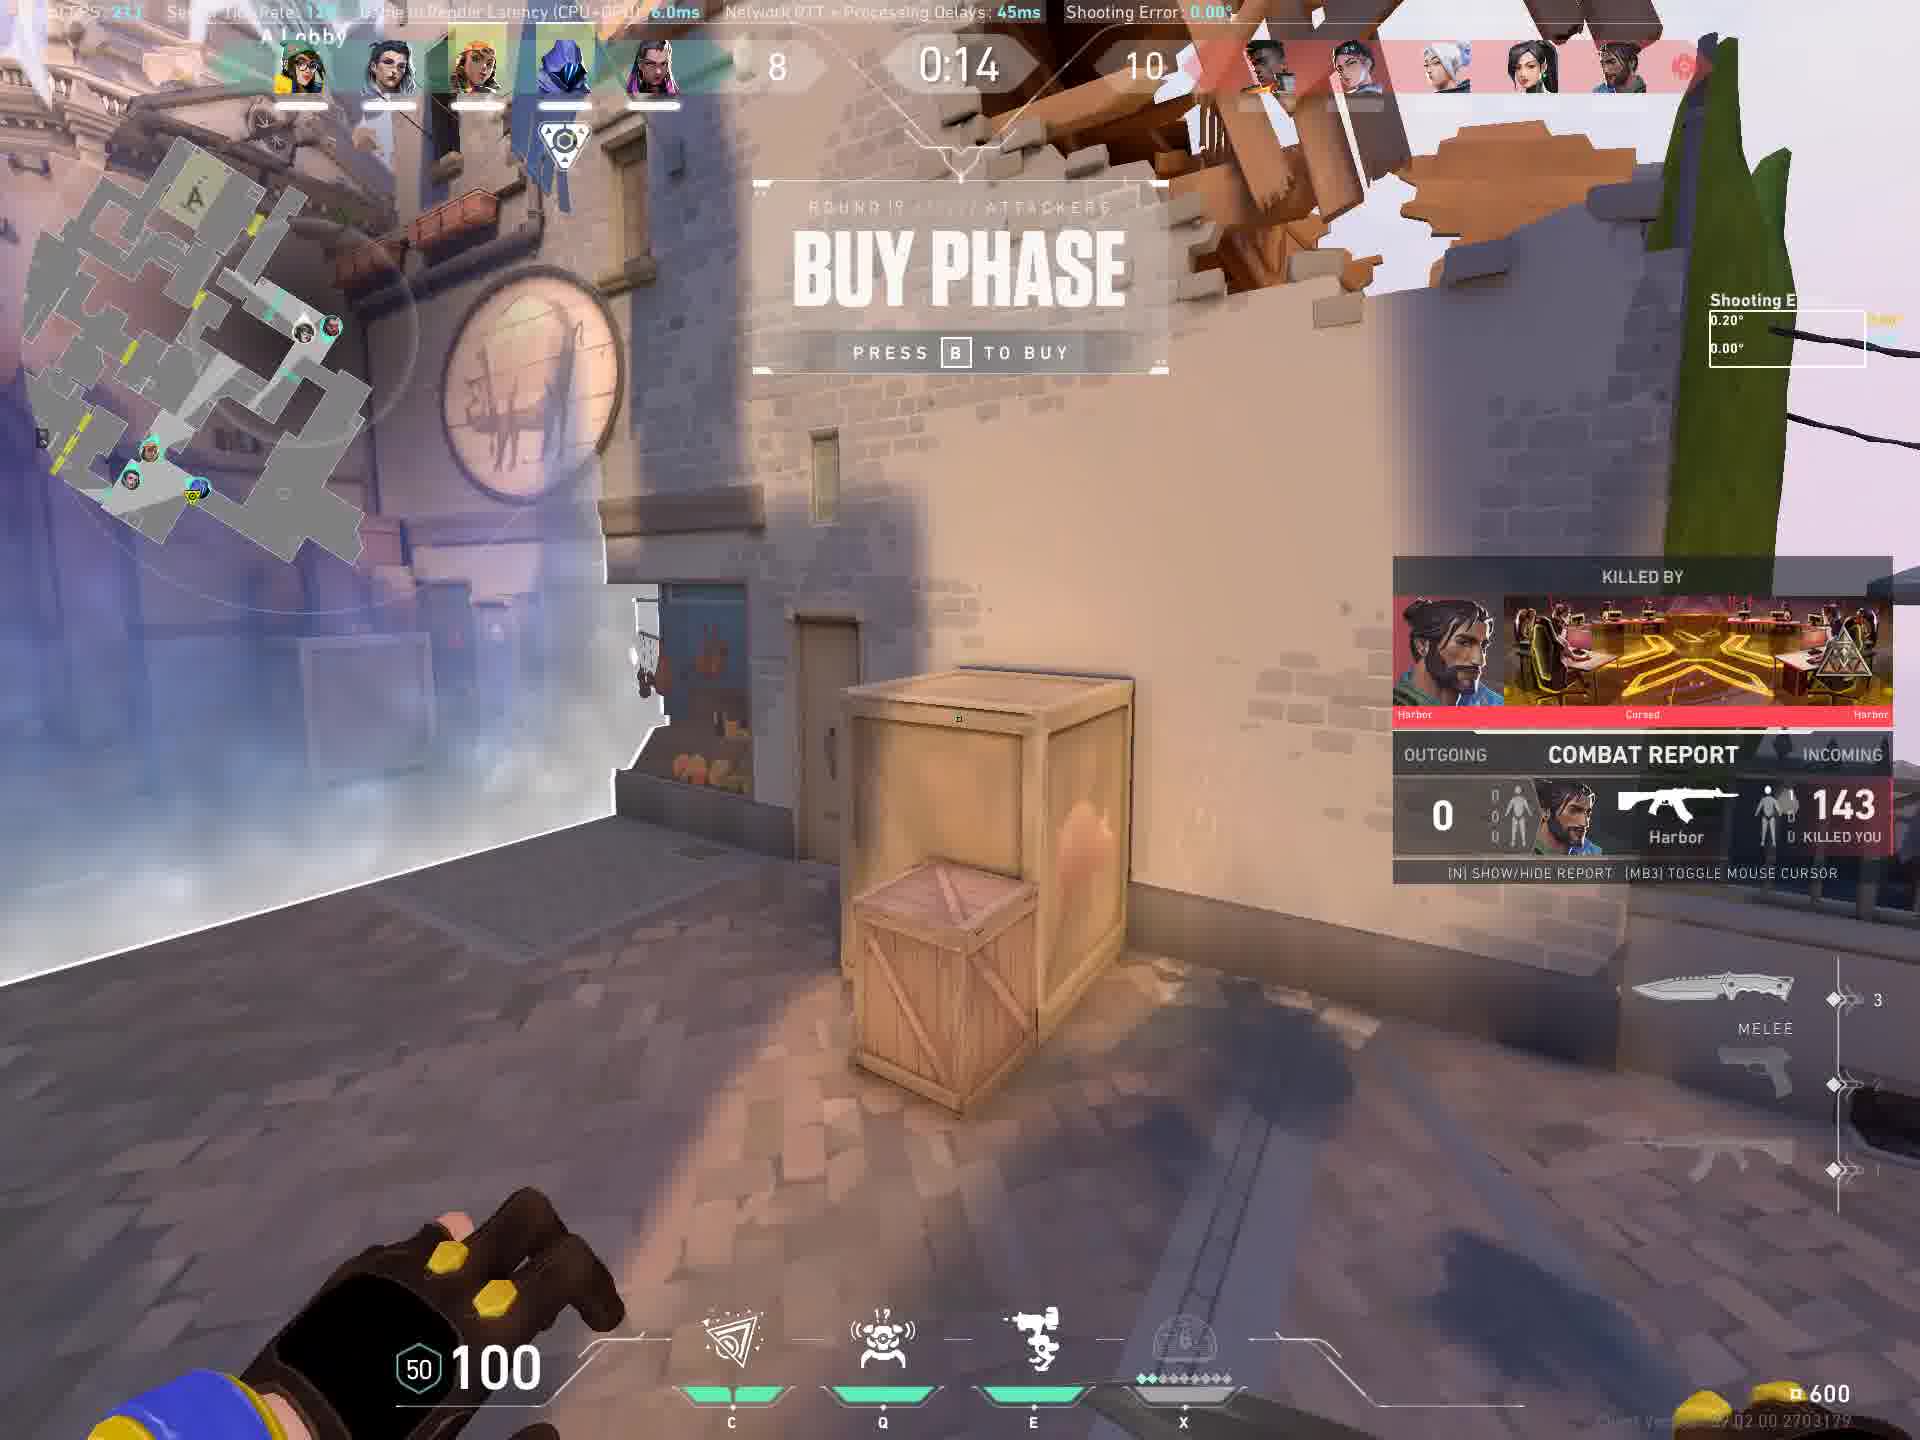 A Lobby
Network RTT + Processing Delays: 45ms
Shooting Error: 0.00°
8
0:14
10
A
ATTACKERS
BUY PHASE
PRESS B TO BUY
0.20°
0.00°
KILLED BY
Harbor
Cursed
Harbor
OUTGOING
COMBAT REPORT
INCOMING
0
Harbor
143
KILLED YOU
[N] SHOW/HIDE REPORT [MB3] TOGGLE MOUSE CURSOR
3
MELEE
50
100
C
Q
E
X
600